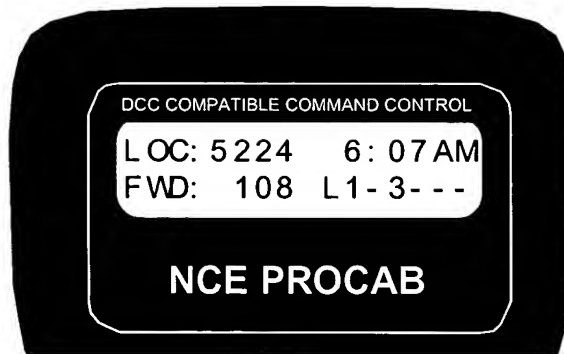 DCC COMPATIBLE COMMAND CONTROL
LOC: 5224 6:07AM
FWD: 108 L1-3---
NCE PROCAB